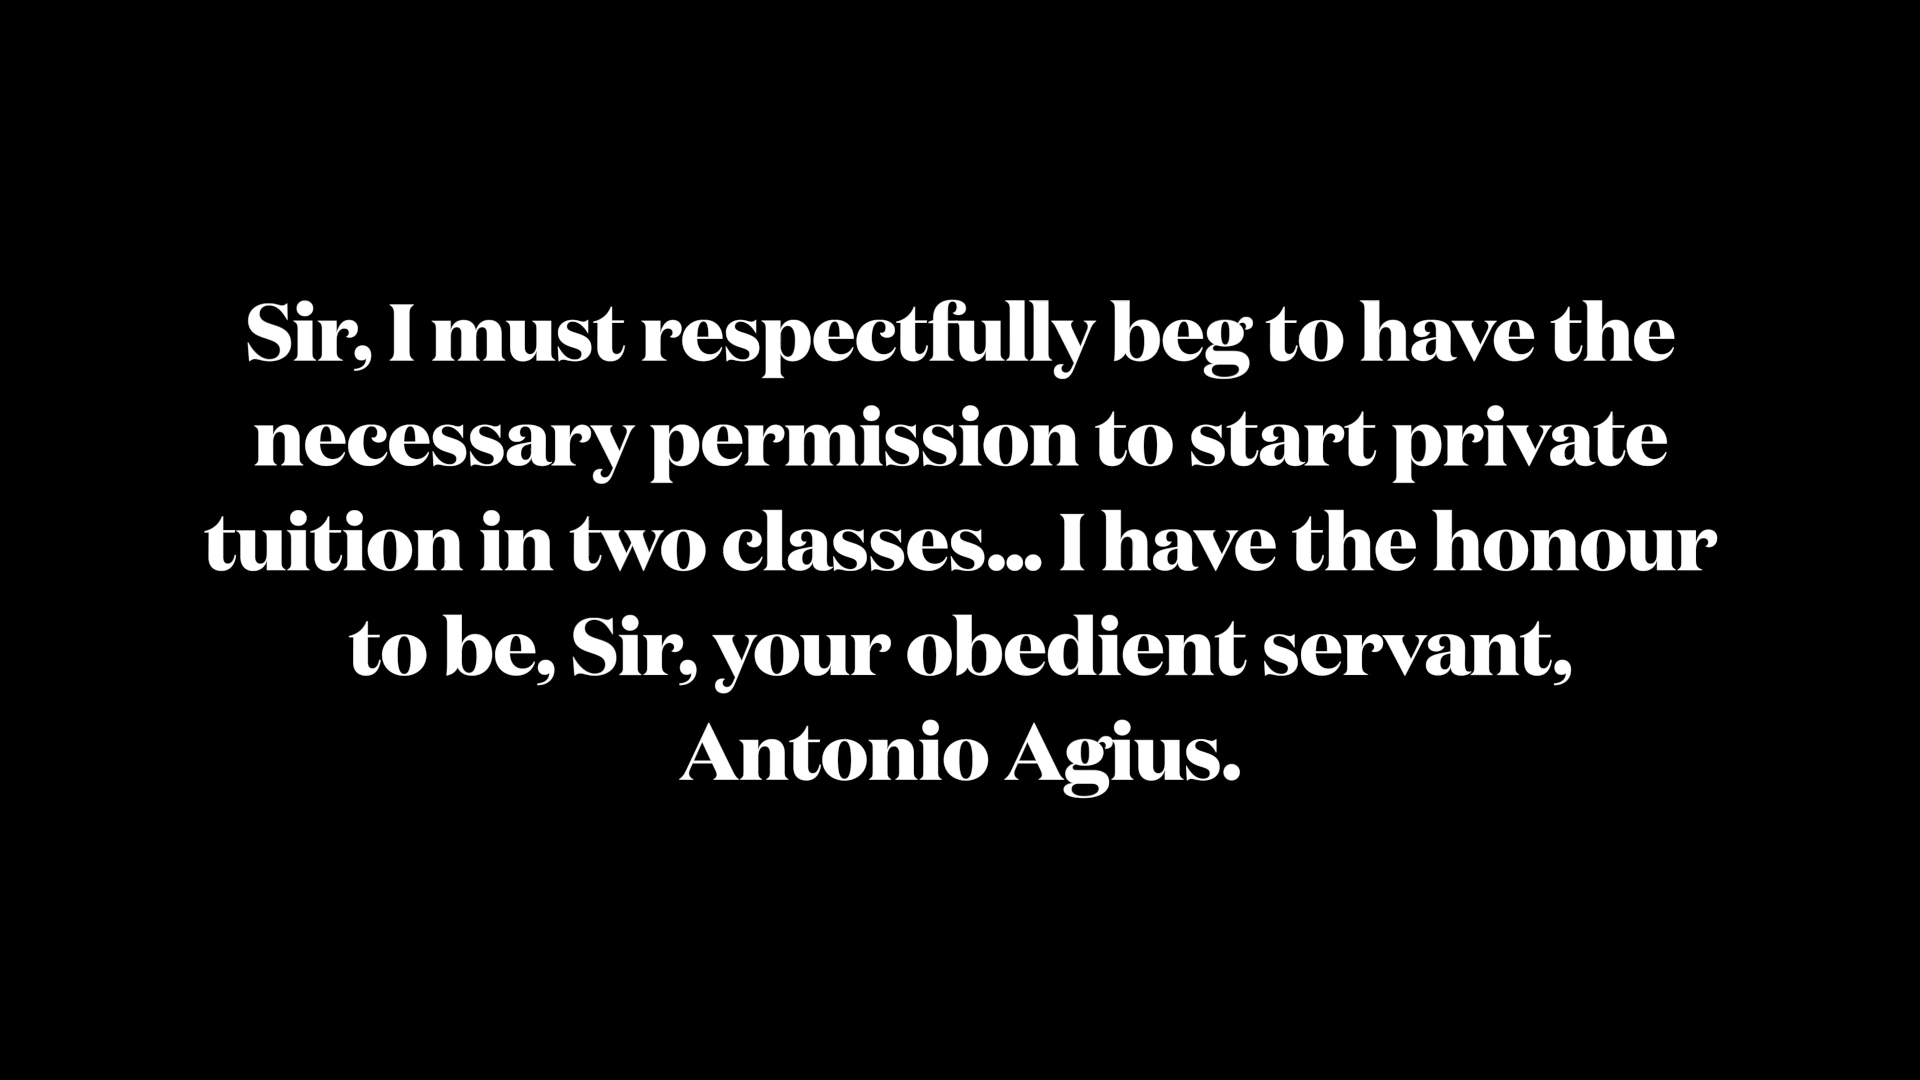 Sir, I must respectfully beg to have the
necessary permission to start private
tuition in two classes... I have the honour
to be, Sir, your obedient servant,
Antonio Agius.